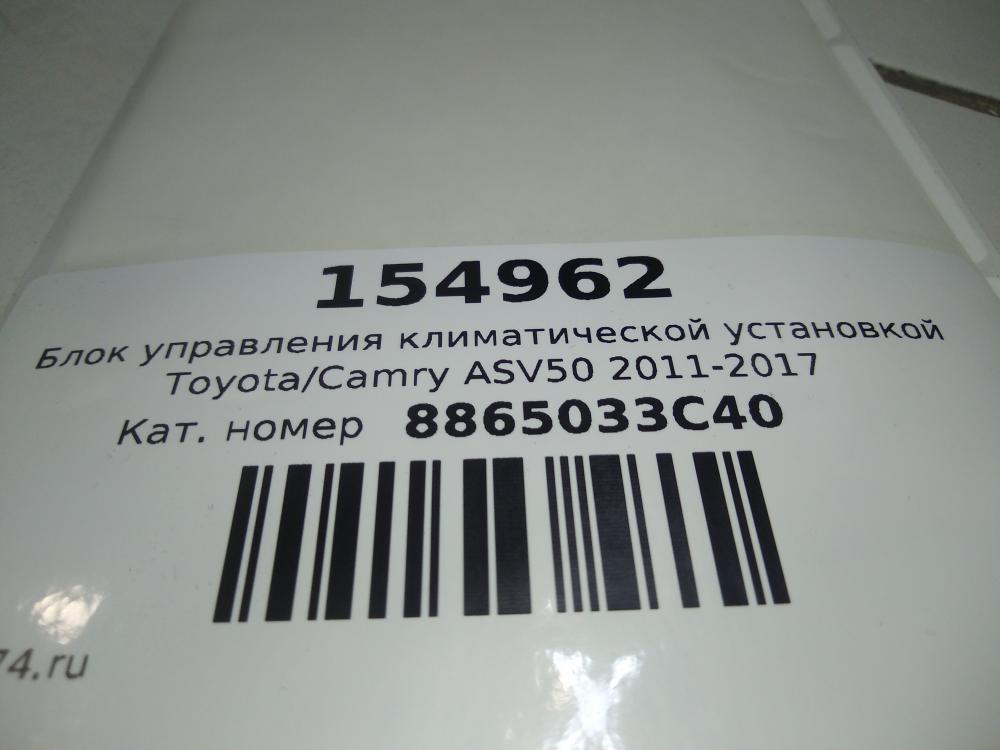 154962
Блок управления климатической установкой
Toyota/Camry ASV50 2011-2017
Кат. номер 8865033C40
74.ru